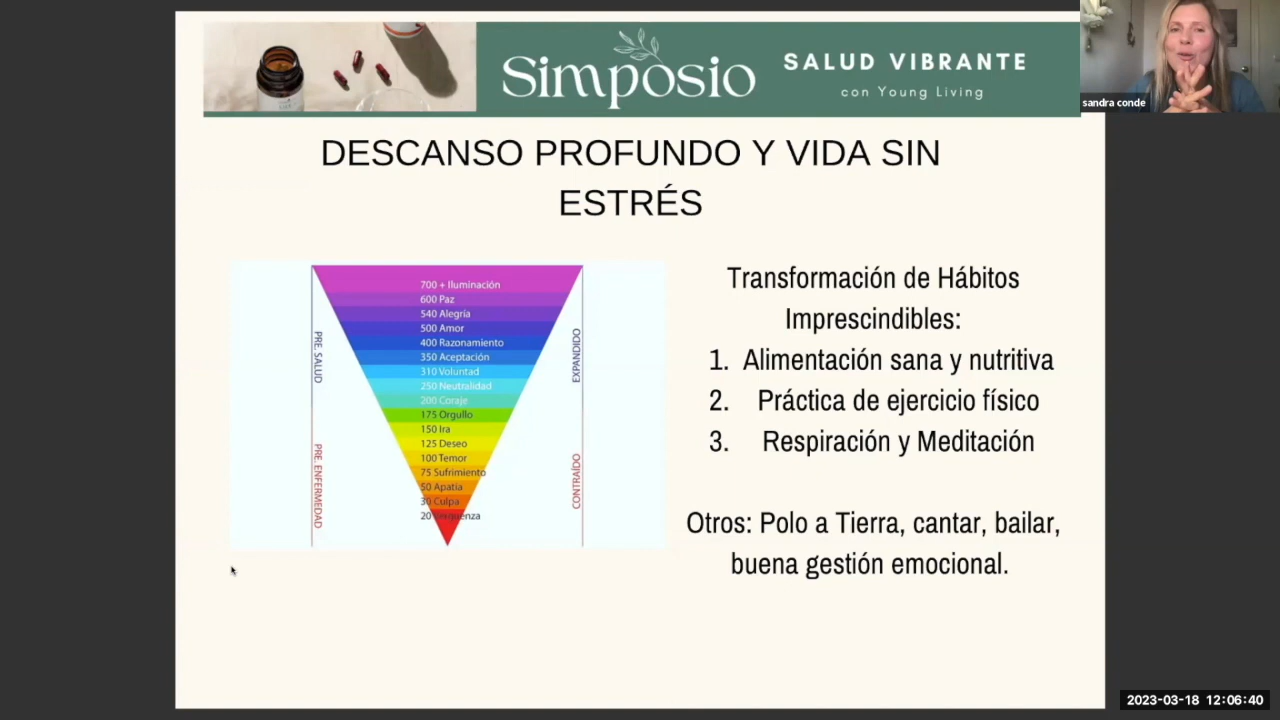 Simposio
SALUD VIBRANTE
con Young Living
sandra conde
DESCANSO PROFUNDO Y VIDA SIN
ESTRÉS
700 + Iluminación
600 Paz
540 Alegría
500 Amor
400 Razonamiento
350 Aceptación
310 Voluntad
250 Neutralidad
200 Coraje
175 Orgullo
150 Ira
125 Deseo
100 Temor
75 Sufrimiento
50 Apatia
30 Culpa
20 Vergüenza
PRE. SALUD
PRE. ENFERMEDAD
EXPANDIDO
CONTRAÍDO
Transformación de Hábitos
Imprescindibles:
1. Alimentación sana y nutritiva
2. Práctica de ejercicio físico
3. Respiración y Meditación
Otros: Polo a Tierra, cantar, bailar,
buena gestión emocional.
2023-03-18 12:06:40